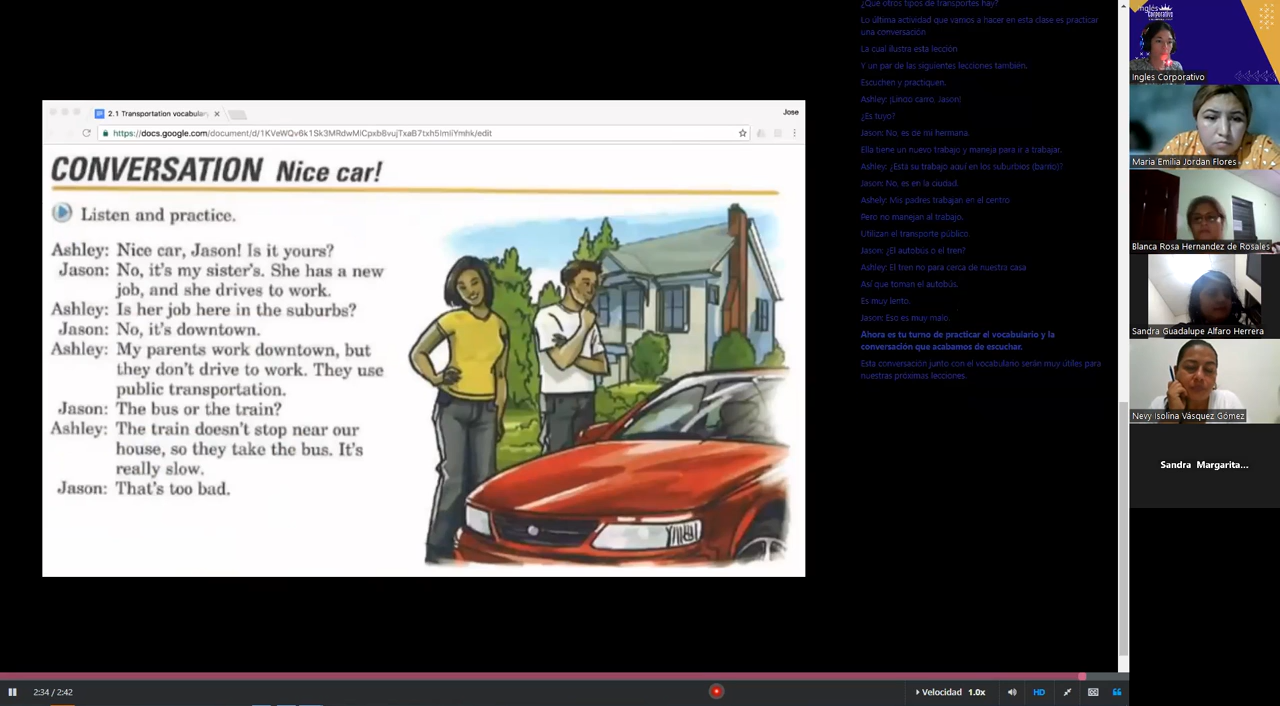 2.1 Transportation vocabular
Jose
https://docs.google.com/document/d/1KVeWQv6k1Sk3MRdwMlCpxb8vujTxaB7txh5ImIiYmhk/edit
CONVERSATION Nice car!
Listen and practice.
Ashley: Nice car, Jason! Is it yours?
Jason: No, it's my sister's. She has a new
job, and she drives to work.
Ashley: Is her job here in the suburbs?
Jason: No, it's downtown.
Ashley: My parents work downtown, but
they don't drive to work. They use
public transportation.
Jason: The bus or the train?
Ashley: The train doesn't stop near our
house, so they take the bus. It's
really slow.
Jason: That's too bad.
¿Qué otros tipos de transportes hay?
Lo última actividad que vamos a hacer en esta clase es practicar
una conversación
La cual ilustra esta lección
Y un par de las siguientes lecciones también.
Escuchen y practiquen.
Ashley: ¡Lindo carro, Jason!
¿Es tuyo?
Jason: No, es de mi hermana.
Ella tiene un nuevo trabajo y maneja para ir a trabajar.
Ashley: ¿Está su trabajo aquí en los suburbios (barrio)?
Jason: No, es en la ciudad.
Ashely: Mis padres trabajan en el centro
Pero no manejan al trabajo.
Utilizan el transporte público.
Jason: ¿El autobús o el tren?
Ashley: El tren no para cerca de nuestra casa
Así que toman el autobús.
Es muy lento.
Jason: Eso es muy malo.
Ahora es tu turno de practicar el vocabulario y la
conversación que acabamos de escuchar.
Esta conversación junto con el vocabulario serán muy útiles para
nuestras próximas lecciones.
Inglés
Corporativo
Ingles Corporativo
Maria Emilia Jordan Flores
Blanca Rosa Hernandez de Rosales
Sandra Guadalupe Alfaro Herrera
Nevy Isolina Vásquez Gómez
Sandra Margarita...
2:34 / 2:42
Velocidad 1.0x
HD